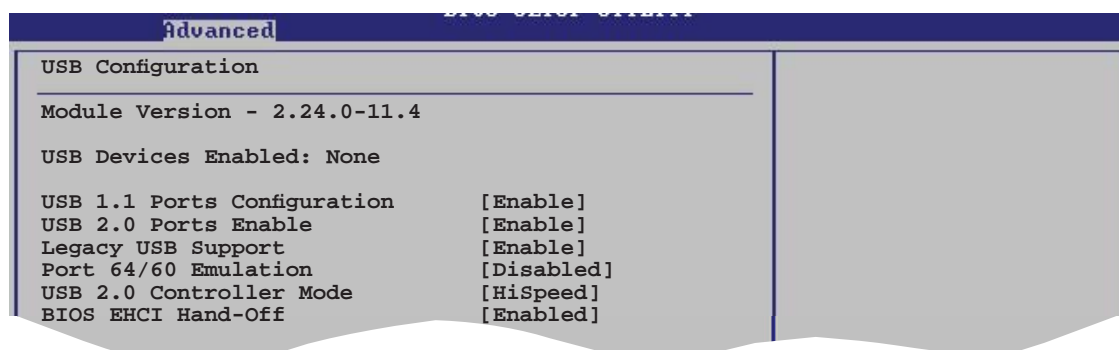 Advanced
USB Configuration
Module Version - 2.24.0-11.4
USB Devices Enabled: None
USB 1.1 Ports Configuration [Enable]
USB 2.0 Ports Enable [Enable]
Legacy USB Support [Enable]
Port 64/60 Emulation [Disabled]
USB 2.0 Controller Mode [HiSpeed]
BIOS EHCI Hand-Off [Enabled]